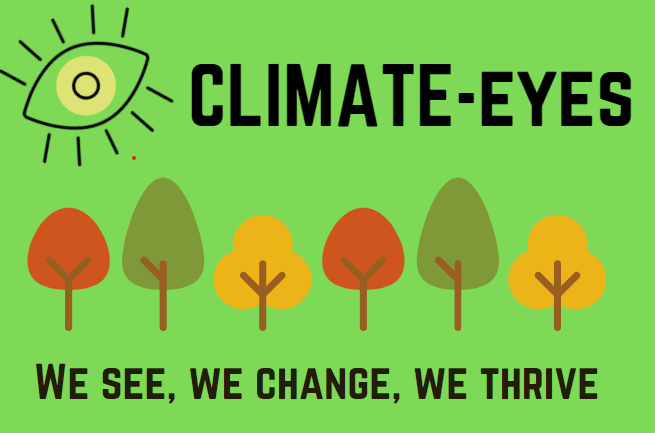 CLIMATE-EYES
WE SEE, WE CHANGE, WE THRIVE